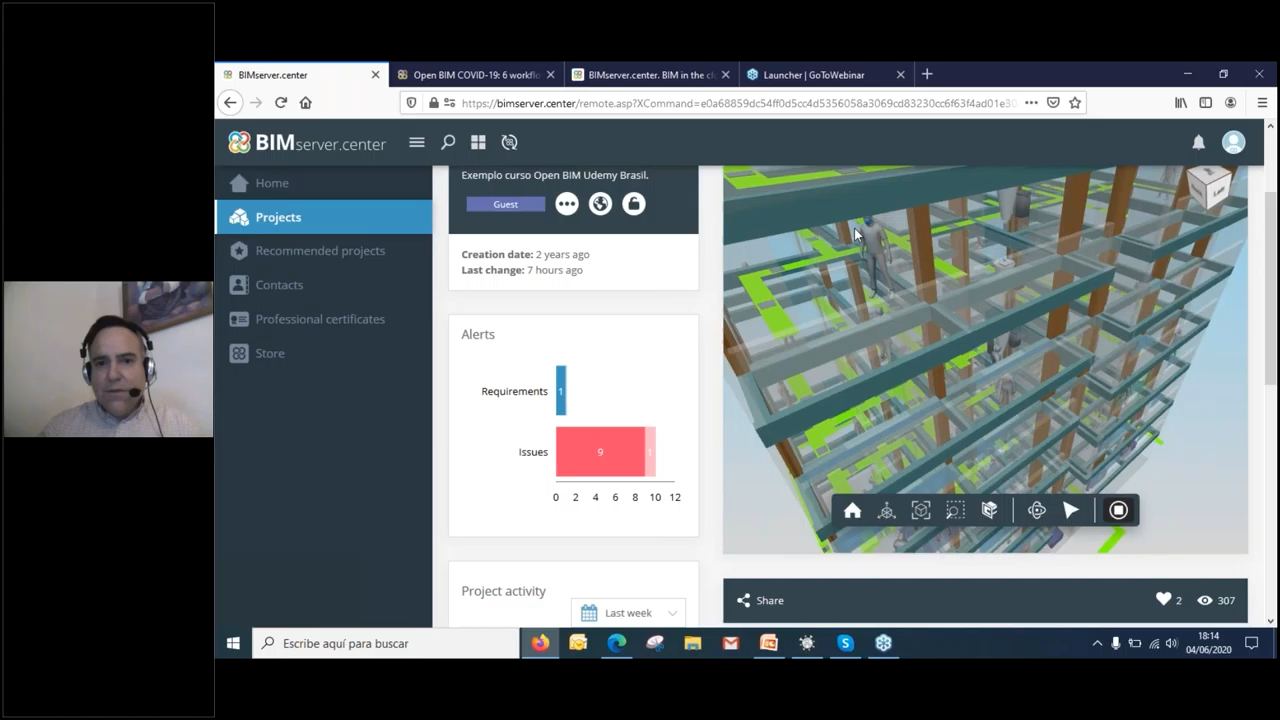 BIMserver.center
Open BIM COVID-19: 6 workflo
BIMserver.center. BIM in the cl
Launcher | GoToWebinar
https://bimserver.center/remote.asp?XCommand=e0a68859dc54ff0d5cc4d5356058a3069cd83230cc6f63f4ad01e30
BIMserver.center
Home
Projects
Recommended projects
Contacts
Professional certificates
Store
Exemplo curso Open BIM Udemy Brasil.
Guest
Creation date: 2 years ago
Last change: 7 hours ago
Alerts
Requirements
1
Issues
9
1
0 2 4 6 8 10 12
Project activity
Last week
Share
2
307
Escribe aquí para buscar
18:14
04/06/2020